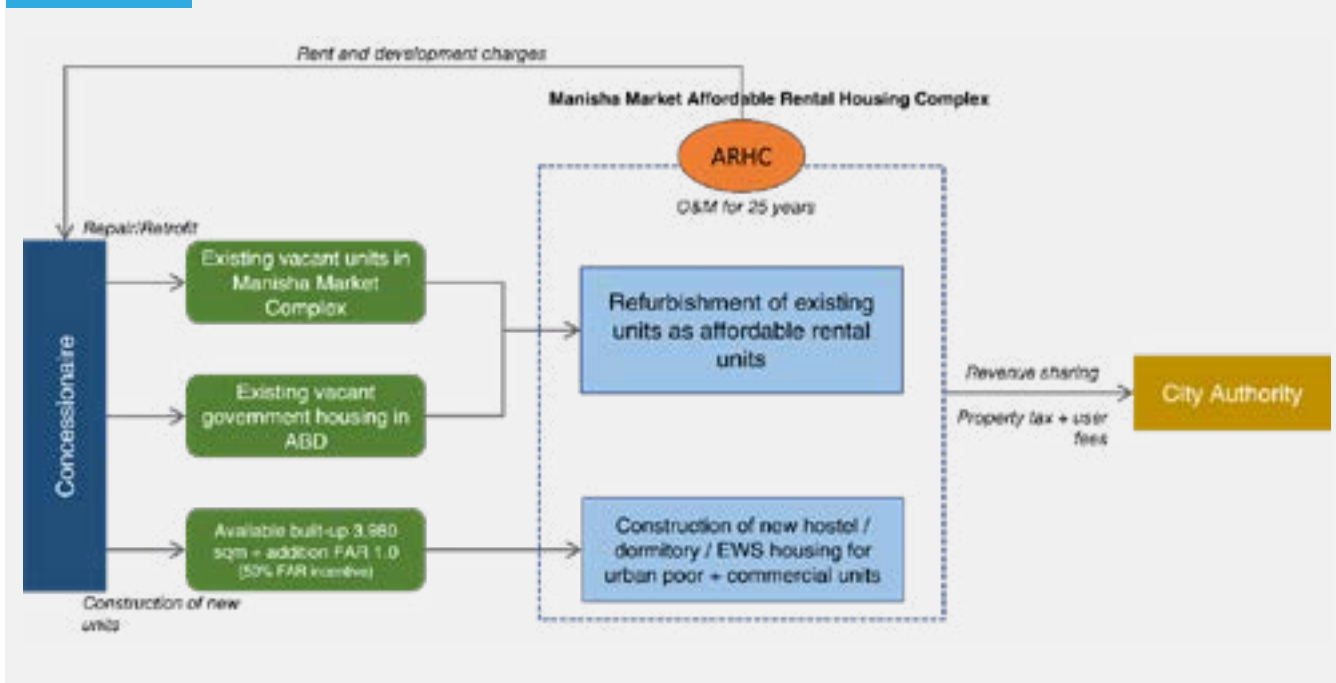 Rent and development charges
Manisha Market Affordable Rental Housing Complex
ARHC
O&M for 25 years
Repair/Retrofit
Concessionaire
Existing vacant units in
Manisha Market
Complex
Existing vacant
government housing in
ABD
Available built-up 3,980
sqm + addition FAR 1.0
(50% FAR incentive)
Construction of new
units
Refurbishment of existing
units as affordable rental
units
Construction of new hostel /
dormitory / EWS housing for
urban poor + commercial units
Revenue sharing
Property tax + user
fees
City Authority